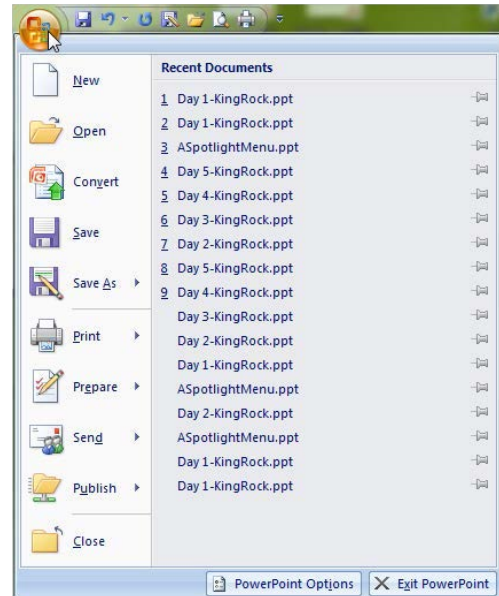 New
Open
Convert
Save
Save As
Print
Prepare
Send
Publish
Close
Recent Documents
1 Day 1-KingRock.ppt
2 Day 1-KingRock.ppt
3 ASpotlightMenu.ppt
4 Day 5-KingRock.ppt
5 Day 4-KingRock.ppt
6 Day 3-KingRock.ppt
7 Day 2-KingRock.ppt
8 Day 5-KingRock.ppt
9 Day 4-KingRock.ppt
Day 3-KingRock.ppt
Day 2-KingRock.ppt
Day 1-KingRock.ppt
ASpotlightMenu.ppt
Day 2-KingRock.ppt
ASpotlightMenu.ppt
Day 1-KingRock.ppt
Day 1-KingRock.ppt
PowerPoint Options
Exit PowerPoint